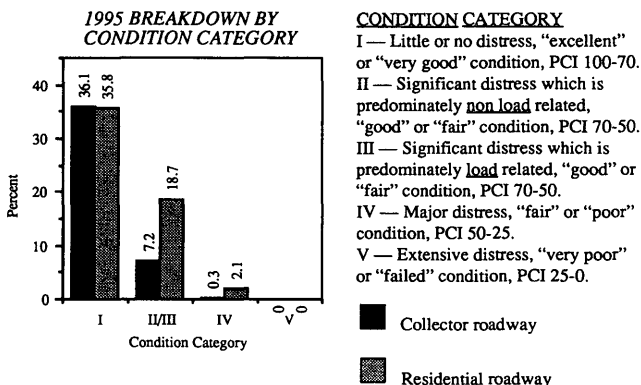 1995 BREAKDOWN BY
CONDITION CATEGORY
36.1
35.8
7.2
18.7
0.3
2.1
0
0
40
30
20
10
0
Percent
I
II/III
IV
V
Condition Category
CONDITION CATEGORY
I — Little or no distress, “excellent”
or “very good” condition, PCI 100-70.
II — Significant distress which is
predominately non load related,
“good” or “fair” condition, PCI 70-50.
III — Significant distress which is
predominately load related, “good” or
“fair” condition, PCI 70-50.
IV — Major distress, “fair” or “poor”
condition, PCI 50-25.
V — Extensive distress, “very poor”
or “failed” condition, PCI 25-0.
Collector roadway
Residential roadway